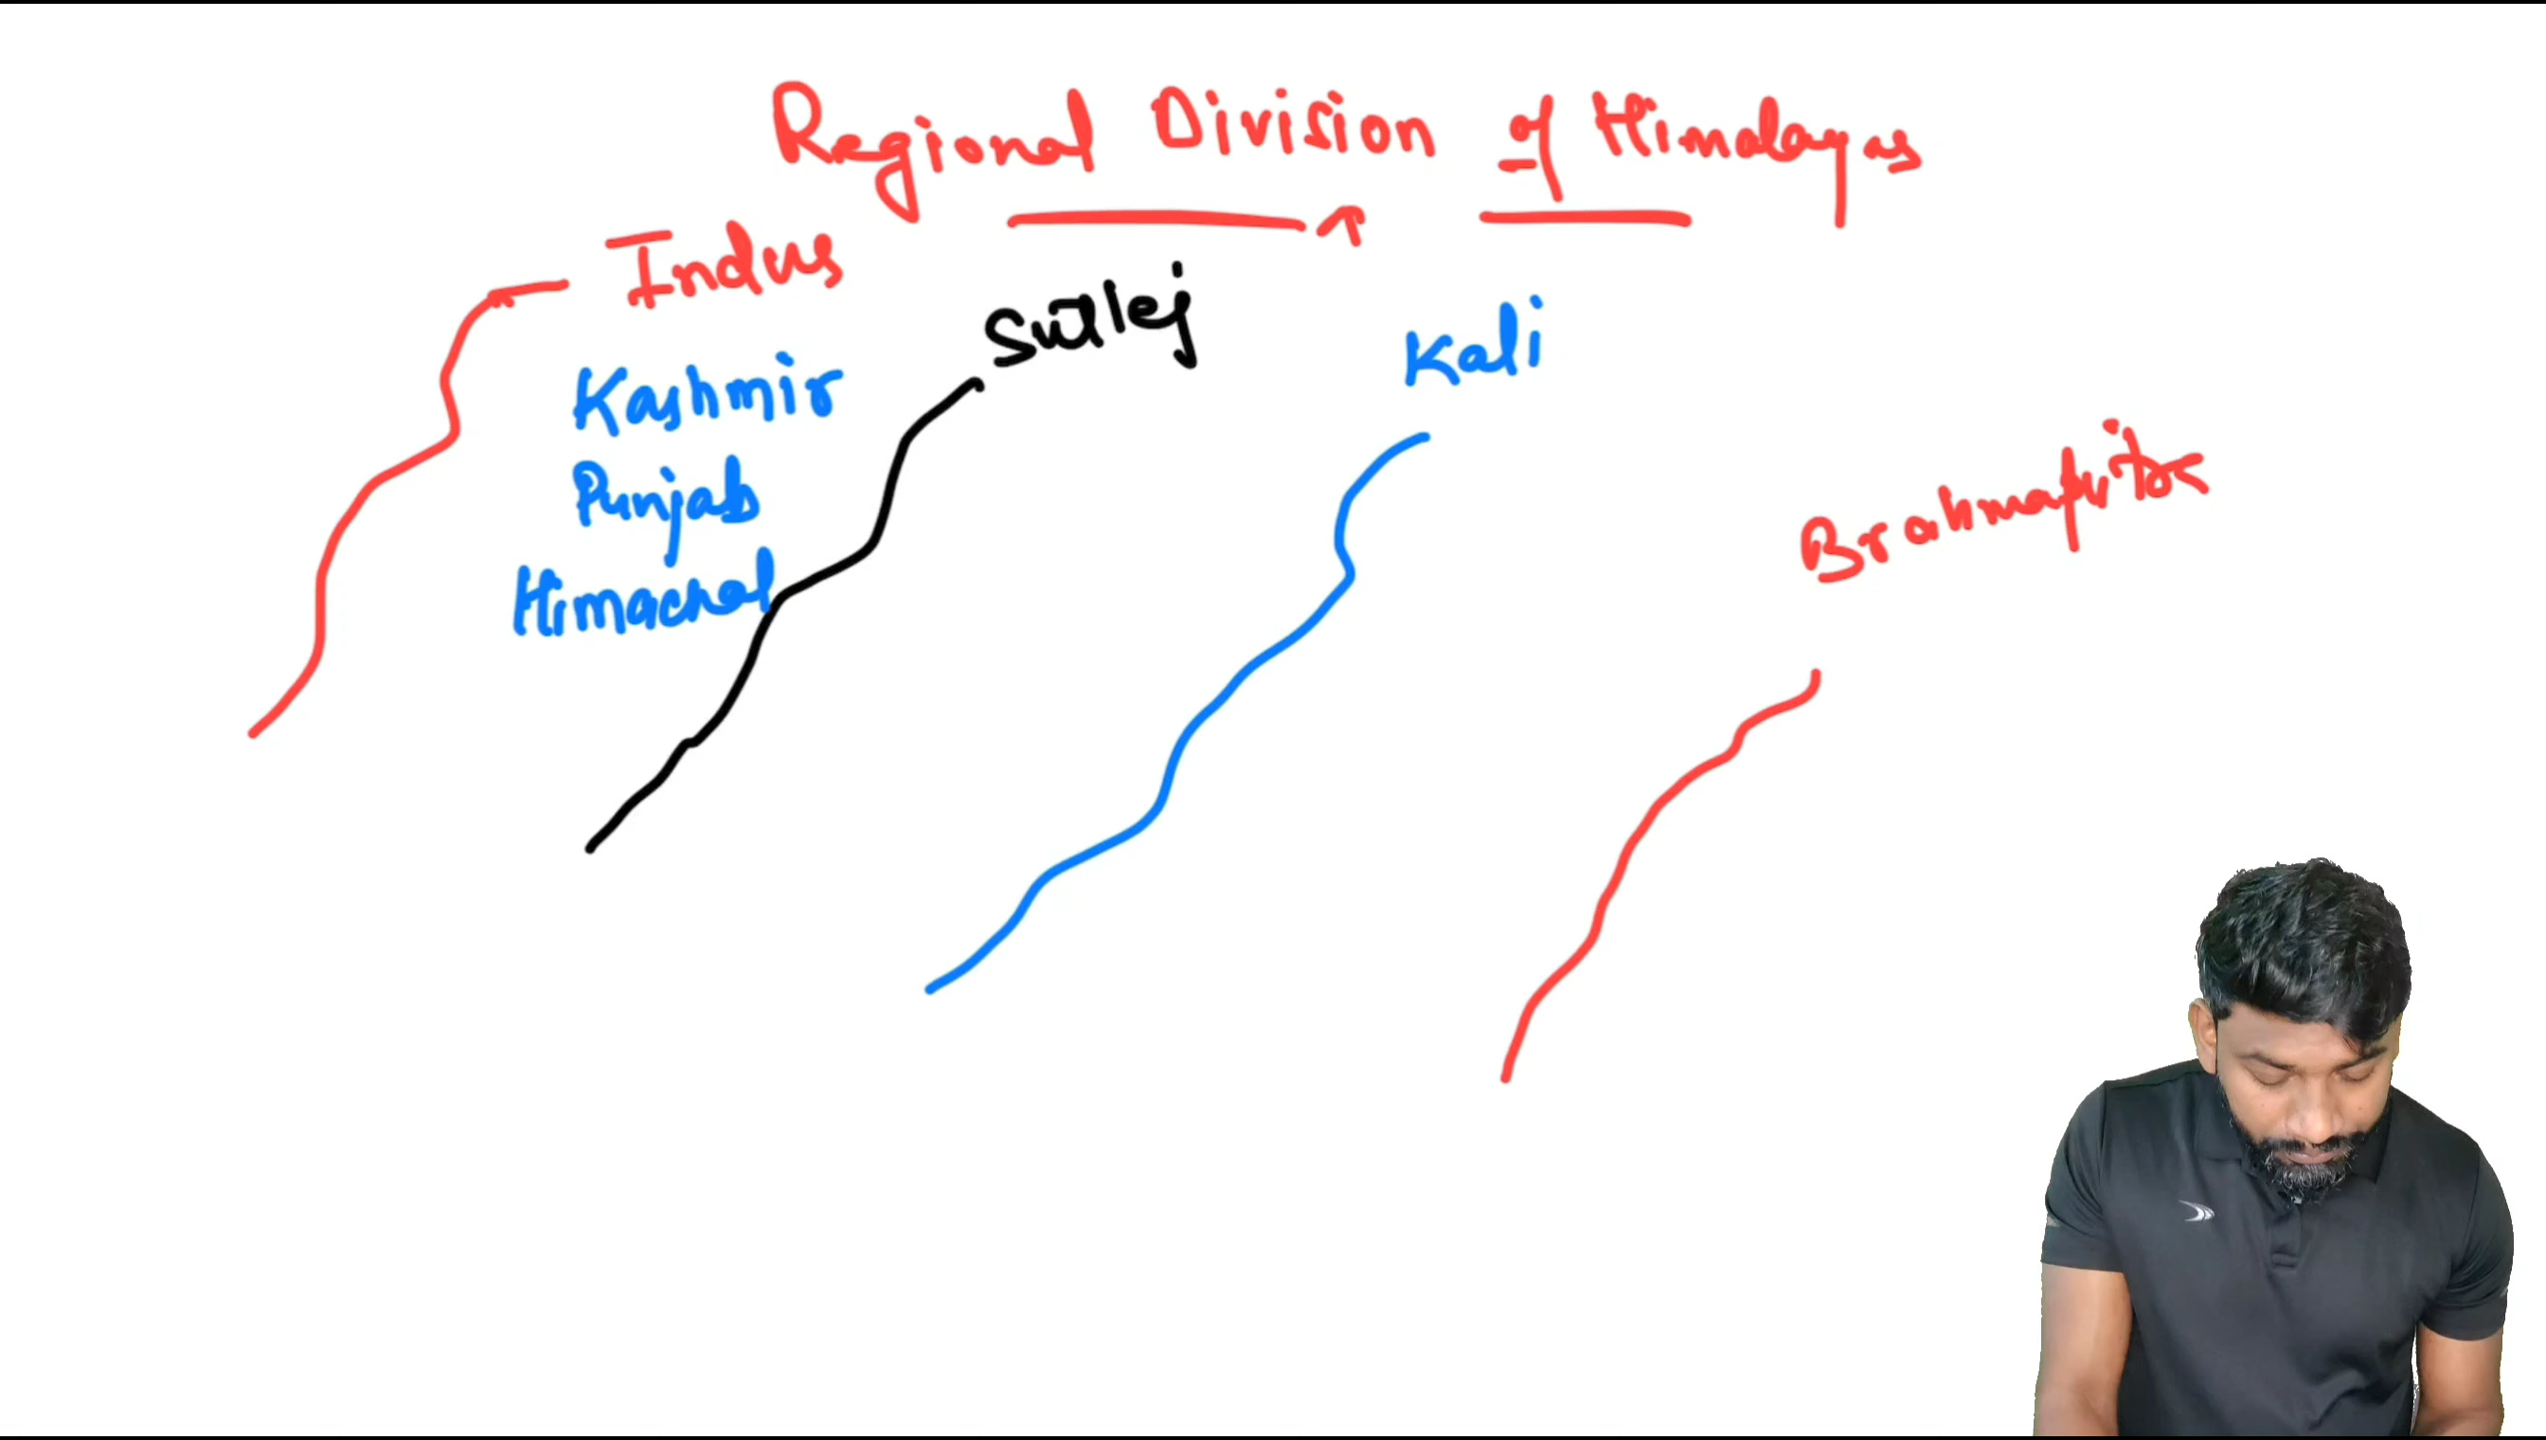 Regional Division of Himalayas
Indus
Sutlej
Kali
Kashmir
Punjab
Himachal
Brahmaputra